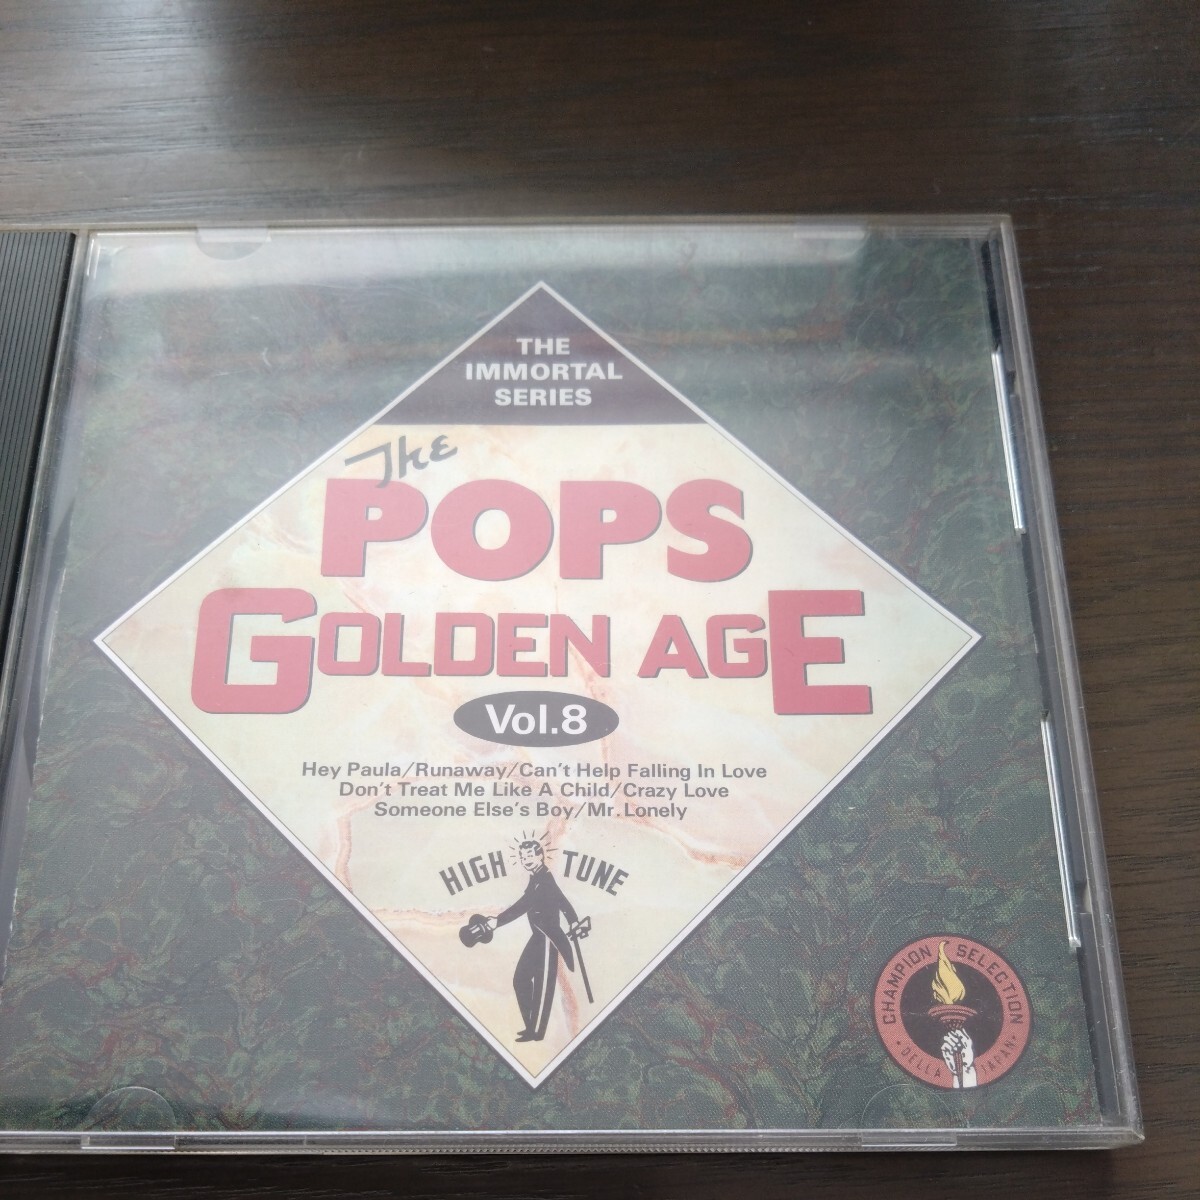 THE
IMMORTAL
SERIES
The
POPS
GOLDEN AGE
Vol.8
Hey Paula/Runaway/Can't Help Falling In Love
Don't Treat Me Like A Child/Crazy Love
Someone Else's Boy/Mr. Lonely
HIGH TUNE
CHAMPION SELECTION
• DELLA JAPAN •